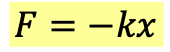 F = −kx